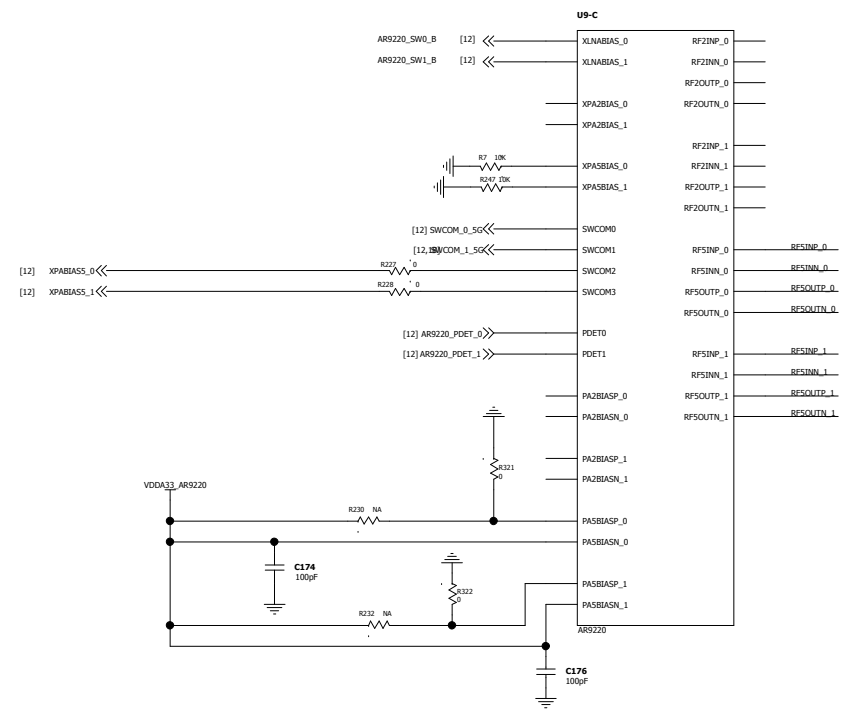 U9-C
AR9220_SW0_B [12] XLNABIAS_0 RF2INP_0
AR9220_SW1_B [12] XLNABIAS_1 RF2INN_0
RF2OUTP_0
XPA2BIAS_0 RF2OUTN_0
XPA2BIAS_1
RF2INP_1
R7 10K XPA5BIAS_0 RF2INN_1
R247 10K XPA5BIAS_1 RF2OUTP_1
RF2OUTN_1
[12] SWCOM_0_5G SWCOM0
[12,18] SWCOM_1_5G SWCOM1 RF5INP_0 RF5INP_0
[12] XPABIAS5_0 R227 0 SWCOM2 RF5INN_0 RF5INN_0
[12] XPABIAS5_1 R228 0 SWCOM3 RF5OUTP_0 RF5OUTP_0
RF5OUTN_0 RF5OUTN_0
[12] AR9220_PDET_0 PDET0
[12] AR9220_PDET_1 PDET1 RF5INP_1 RF5INP_1
RF5INN_1 RF5INN_1
PA2BIASP_0 RF5OUTP_1 RF5OUTP_1
PA2BIASN_0 RF5OUTN_1 RF5OUTN_1
PA2BIASP_1
R321
0
PA2BIASN_1
VDDA33_AR9220
R230 NA PA5BIASP_0
PA5BIASN_0
C174
100pF
PA5BIASP_1
R322
0
PA5BIASN_1
R232 NA
AR9220
C176
100pF